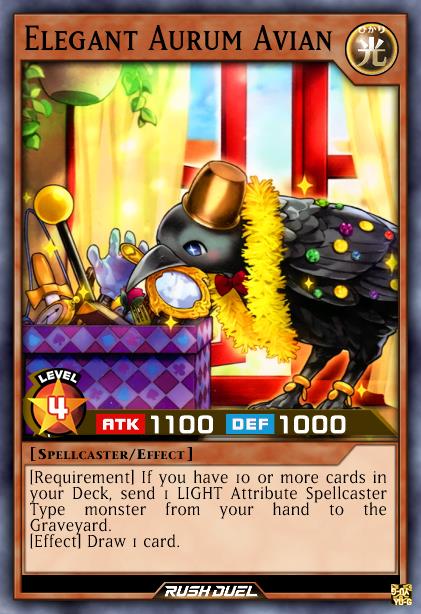 Elegant Aurum Avian
ひかり
光
LEVEL
4
ATK 1100 DEF 1000
[Spellcaster/Effect]
[Requirement] If you have 10 or more cards in
your Deck, send 1 LIGHT Attribute Spellcaster
Type monster from your hand to the
Graveyard.
[Effect] Draw 1 card.
RUSH DUEL